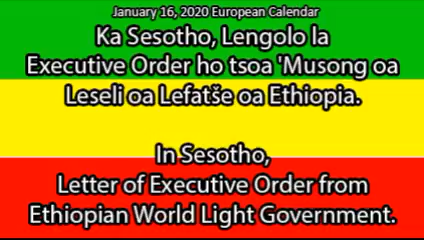 January 16, 2020 European Calendar
Ka Sesotho, Lengolo la
Executive Order ho tsoa 'Musong oa
Leseli oa Lefatše oa Ethiopia.
In Sesotho,
Letter of Executive Order from
Ethiopian World Light Government.